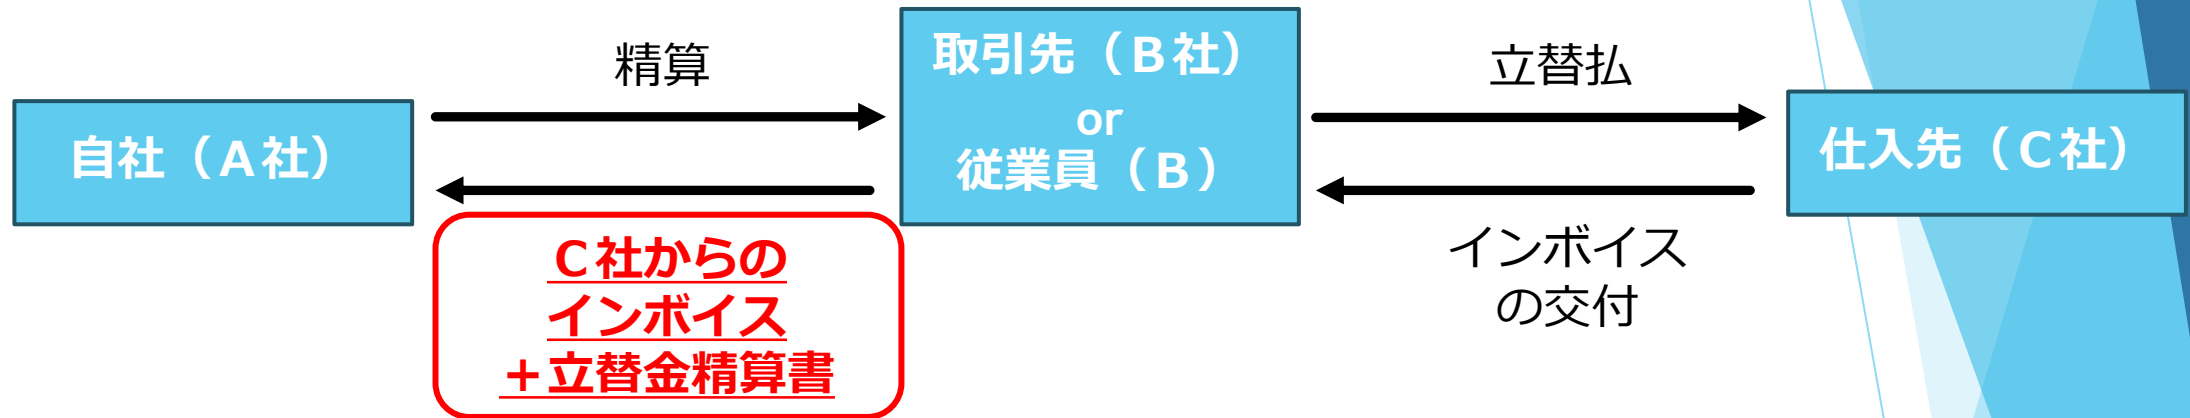 自社（Ａ社）
精算
Ｃ社からの
インボイス
＋立替金精算書
取引先（Ｂ社）
or
従業員（Ｂ）
立替払
インボイス
の交付
仕入先（Ｃ社）